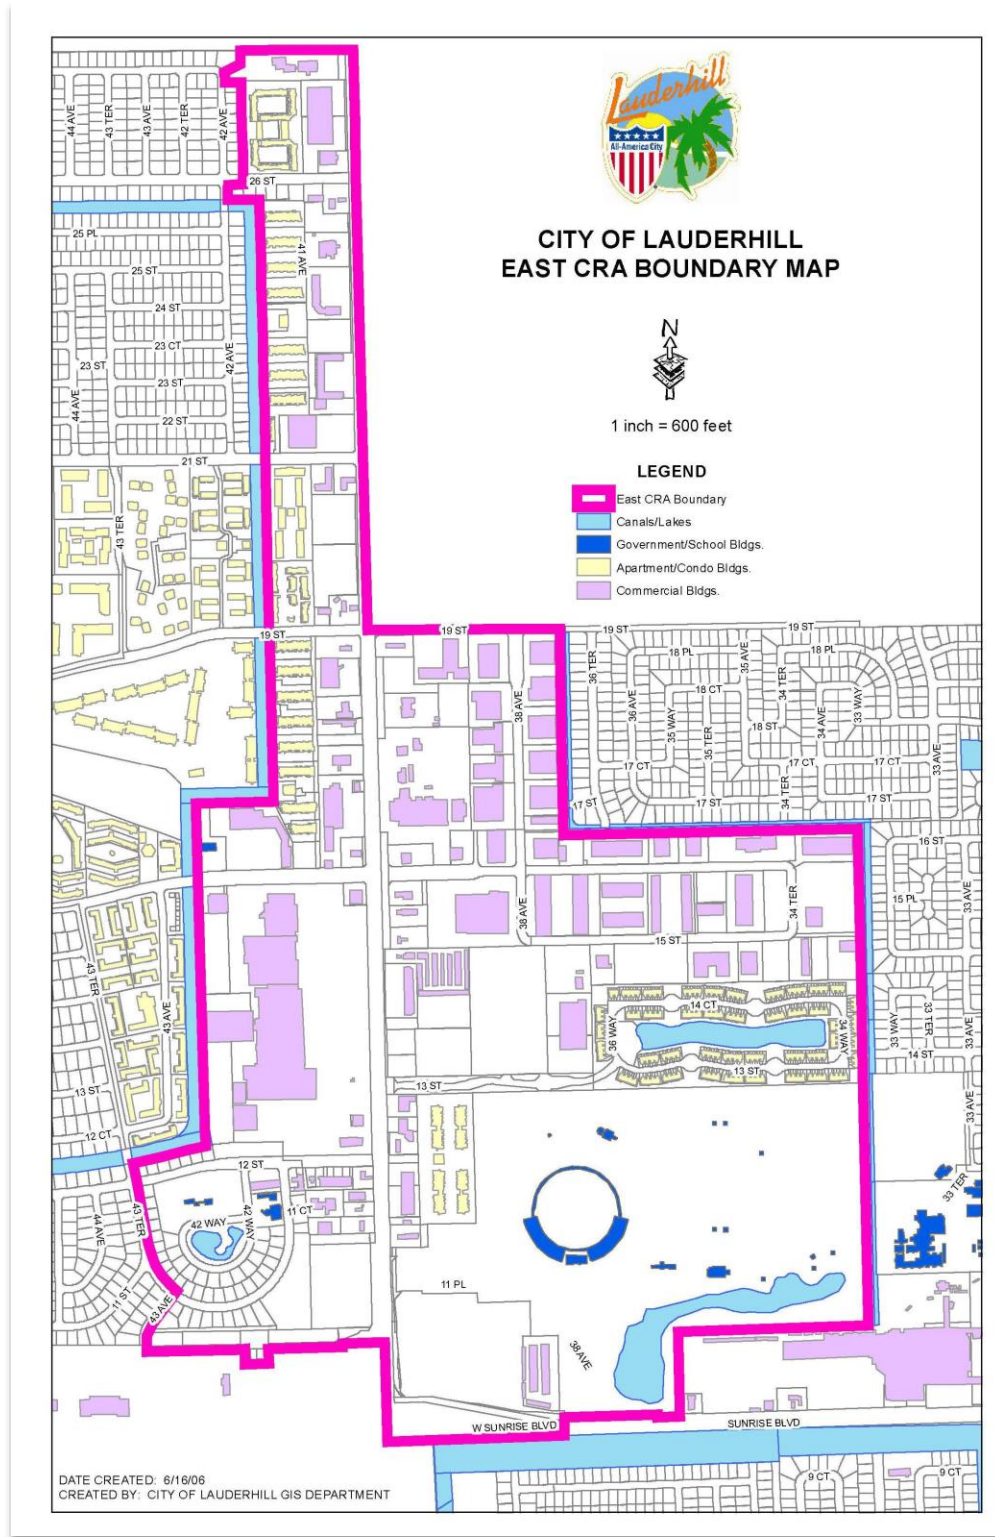 Lauderhill
All-America City
CITY OF LAUDERHILL
EAST CRA BOUNDARY MAP
N
1 inch = 600 feet
LEGEND
East CRA Boundary
Canals/Lakes
Government/School Bldgs.
Apartment/Condo Bldgs.
Commercial Bldgs.
44 AVE
43 TER
43 AVE
42 TER
42 AVE
26 ST
25 PL
41 AVE
25 ST
24 ST
23 CT
42 AVE
23 ST
23 ST
44 AVE
22 ST
21 ST
43 TER
19 ST
19 ST
19 ST
19 ST
18 PL
18 PL
36 TER
35 AVE
34 TER
36 AVE
18 CT
33 WAY
38 AVE
35 WAY
18 ST
34 AVE
35 TER
33 AVE
17 CT
17 CT
17 CT
34 TER
17 ST
17 ST
17 ST
16 ST
15 PL
33 AVE
34 TER
38 AVE
15 ST
43 TER
43 AVE
14 CT
36 WAY
34 WAY
33 WAY
33 TER
33 AVE
14 ST
13 ST
13 ST
13 ST
33 AVE
12 CT
12 ST
33 TER
44 AVE
43 TER
42 WAY
42 WAY
11 CT
11 ST
43 AVE
11 PL
38 AVE
W SUNRISE BLVD
SUNRISE BLVD
9 CT
9 CT
DATE CREATED: 6/16/06
CREATED BY: CITY OF LAUDERHILL GIS DEPARTMENT